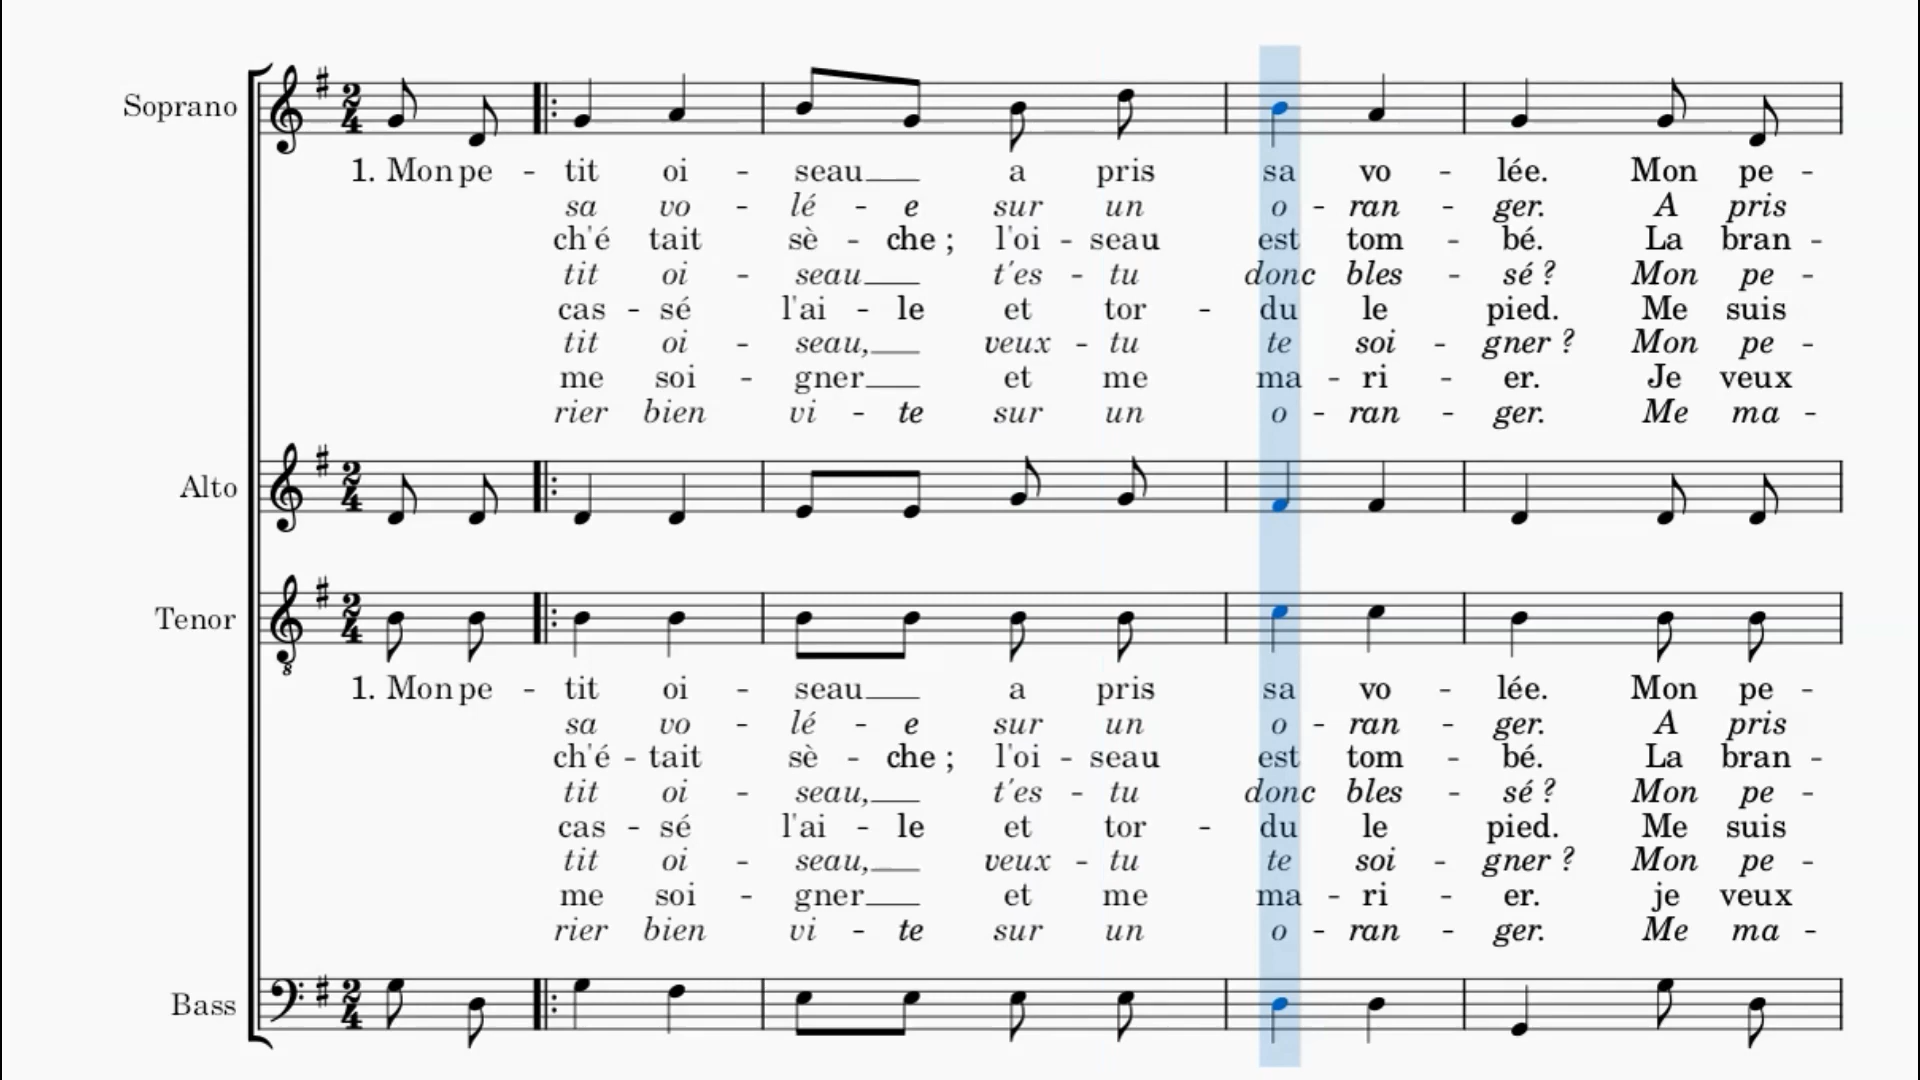 Soprano
1. Mon pe - tit oi - seau a pris sa vo - lée. Mon pe -
sa vo - lé - e sur un o - ran - ger. A pris
ch'é tait sè - che ; l'oi - seau est tom - bé. La bran -
tit oi - seau t'es - tu donc bles - sé ? Mon pe -
cas - sé l'ai - le et tor - du le pied. Me suis
tit oi - seau, veux - tu te soi - gner ? Mon pe -
me soi - gner et me ma - ri - er. Je veux
rier bien vi - te sur un o - ran - ger. Me ma -
Alto
Tenor
1. Mon pe - tit oi - seau a pris sa vo - lée. Mon pe -
sa vo - lé - e sur un o - ran - ger. A pris
ch'é - tait sè - che ; l'oi - seau est tom - bé. La bran -
tit oi - seau, t'es - tu donc bles - sé ? Mon pe -
cas - sé l'ai - le et tor - du le pied. Me suis
tit oi - seau, veux - tu te soi - gner ? Mon pe -
me soi - gner et me ma - ri - er. je veux
rier bien vi - te sur un o - ran - ger. Me ma -
Bass